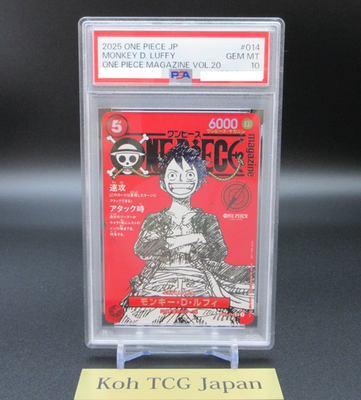 2025 ONE PIECE JP #014
MONKEY D. LUFFY GEM MT
ONE PIECE MAGAZINE VOL.20 10
PSA
5
6000
ワンピース
ONE PIECE
magazine
速攻
アタック時
ONE PIECE
モンキー・D・ルフィ
Koh TCG Japan